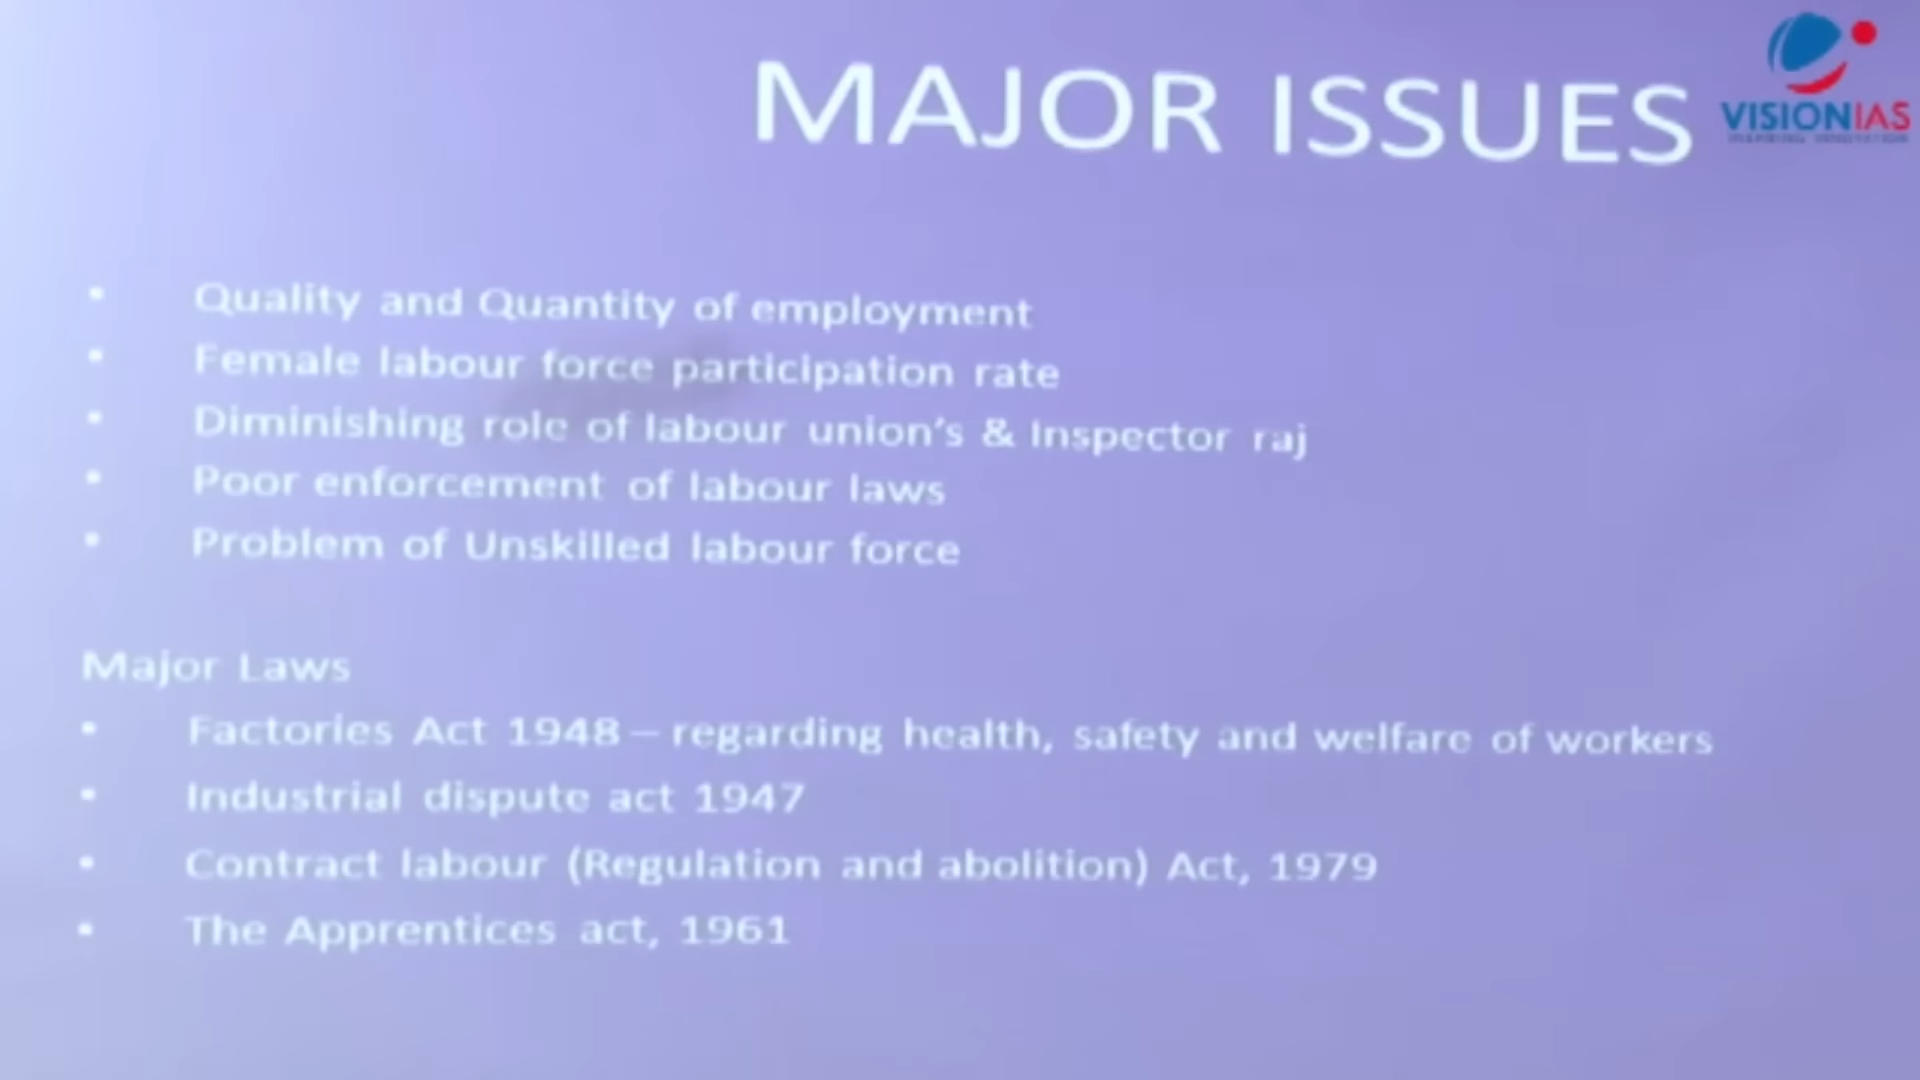 MAJOR ISSUES
VISIONIAS
• Quality and Quantity of employment
• Female labour force participation rate
• Diminishing role of labour union's & Inspector raj
• Poor enforcement of labour laws
• Problem of Unskilled labour force
Major Laws
• Factories Act 1948 – regarding health, safety and welfare of workers
• Industrial dispute act 1947
• Contract labour (Regulation and abolition) Act, 1979
• The Apprentices act, 1961